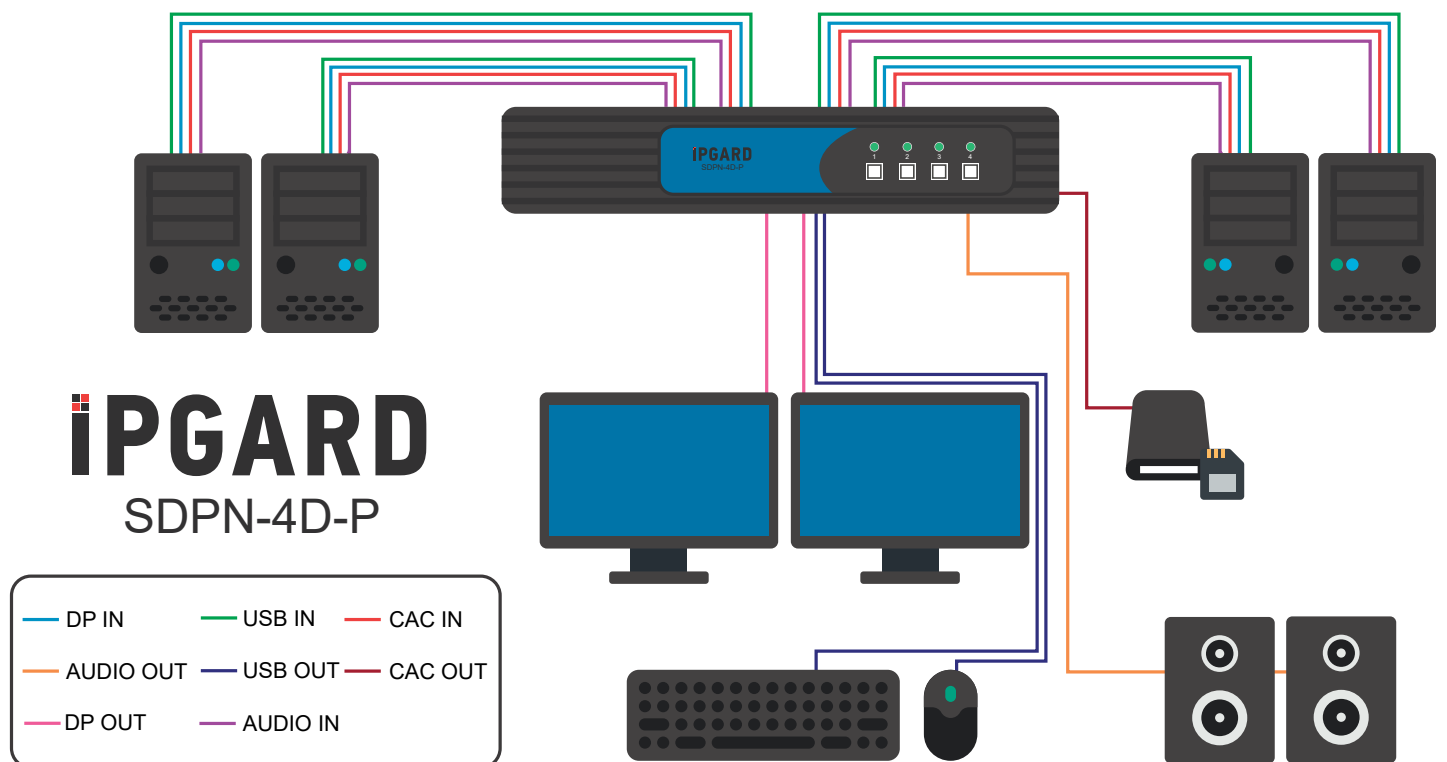 iPGARD
SDPN-4D-P
1 2 3 4
iPGARD
SDPN-4D-P
DP IN USB IN CAC IN
AUDIO OUT USB OUT CAC OUT
DP OUT AUDIO IN